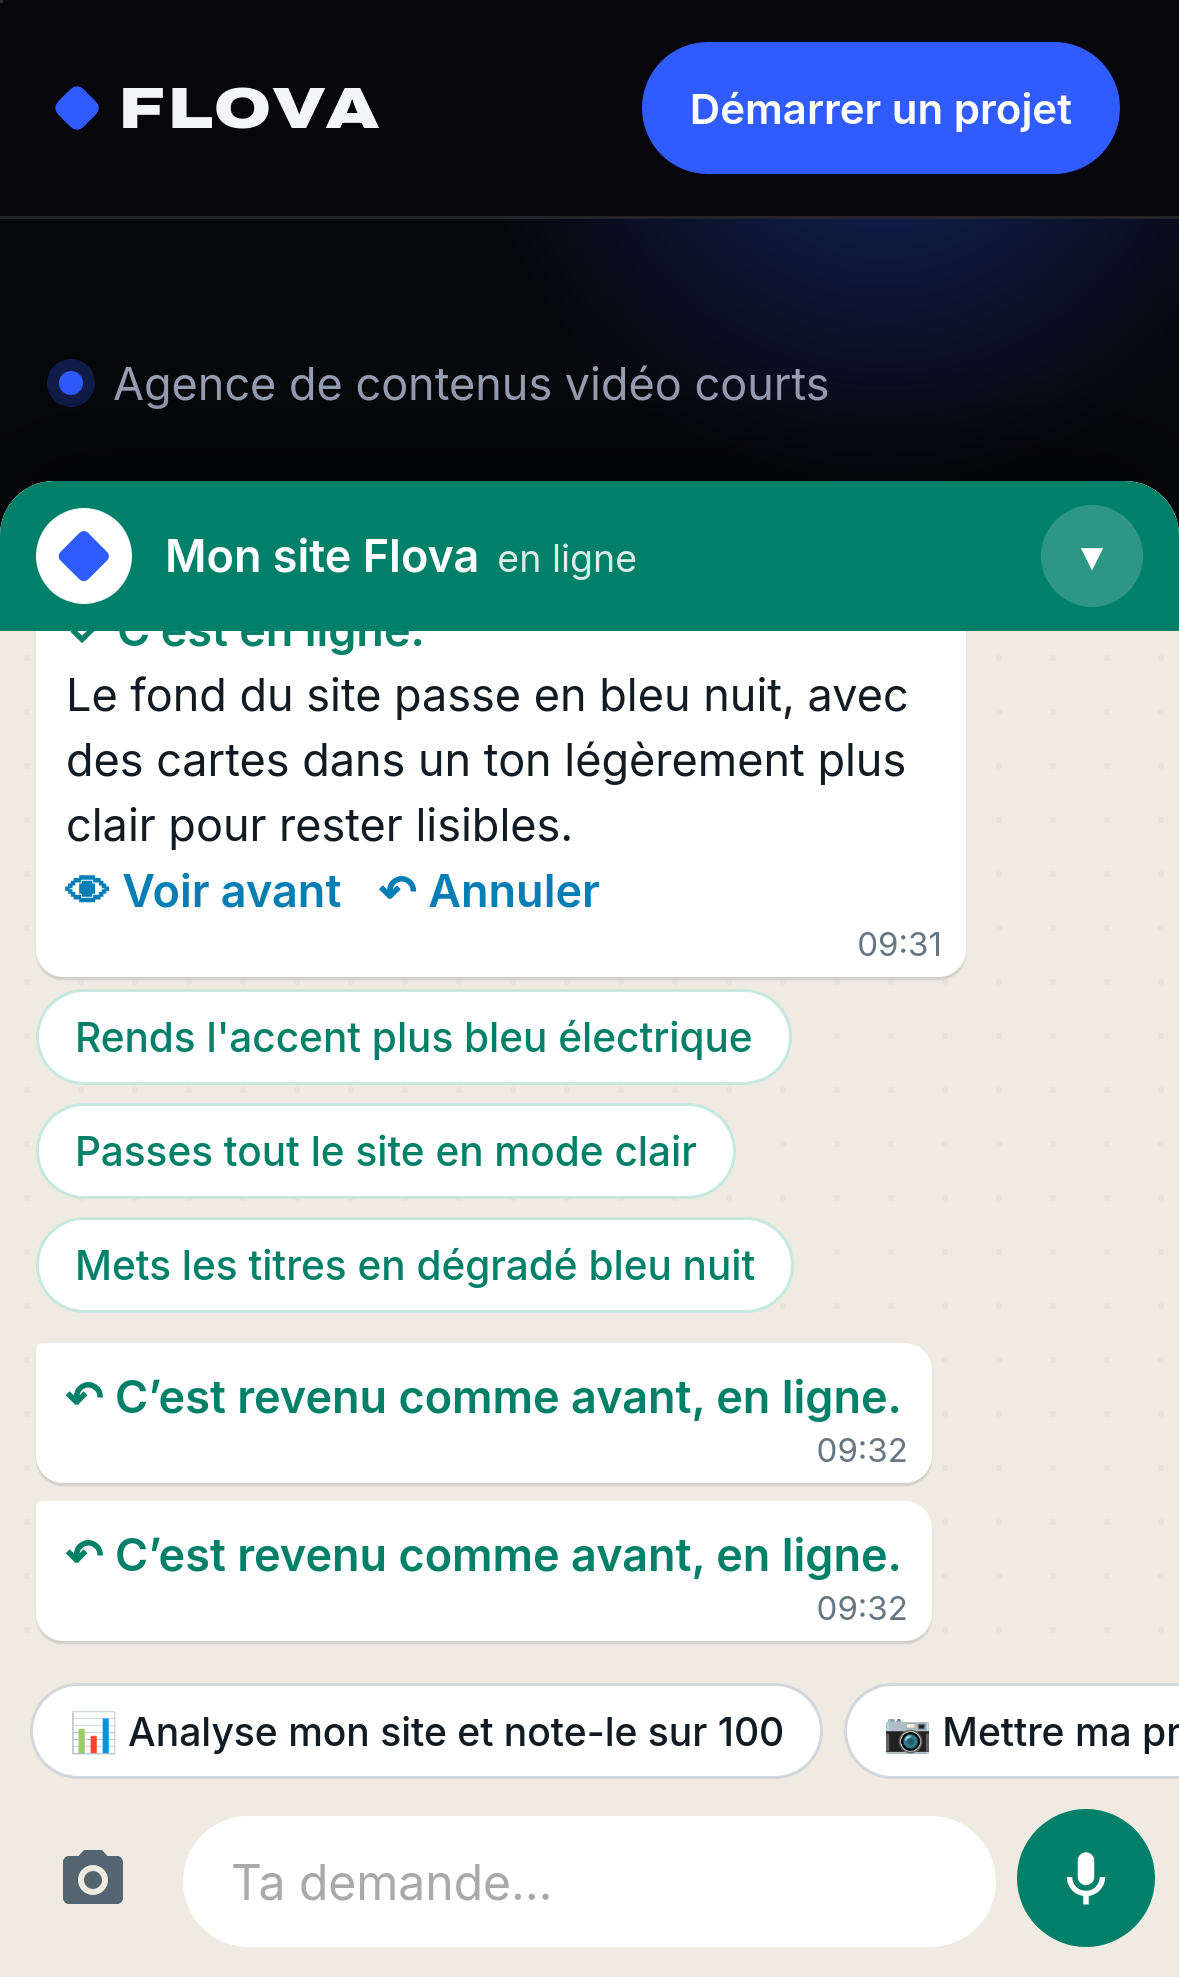 FLOVA
Démarrer un projet
Agence de contenus vidéo courts
Mon site Flova en ligne
✓ C'est en ligne.
Le fond du site passe en bleu nuit, avec
des cartes dans un ton légèrement plus
clair pour rester lisibles.
👁 Voir avant ↶ Annuler
09:31
Rends l'accent plus bleu électrique
Passes tout le site en mode clair
Mets les titres en dégradé bleu nuit
↶ C’est revenu comme avant, en ligne.
09:32
↶ C’est revenu comme avant, en ligne.
09:32
📊 Analyse mon site et note-le sur 100
📷 Mettre ma pr
Ta demande...